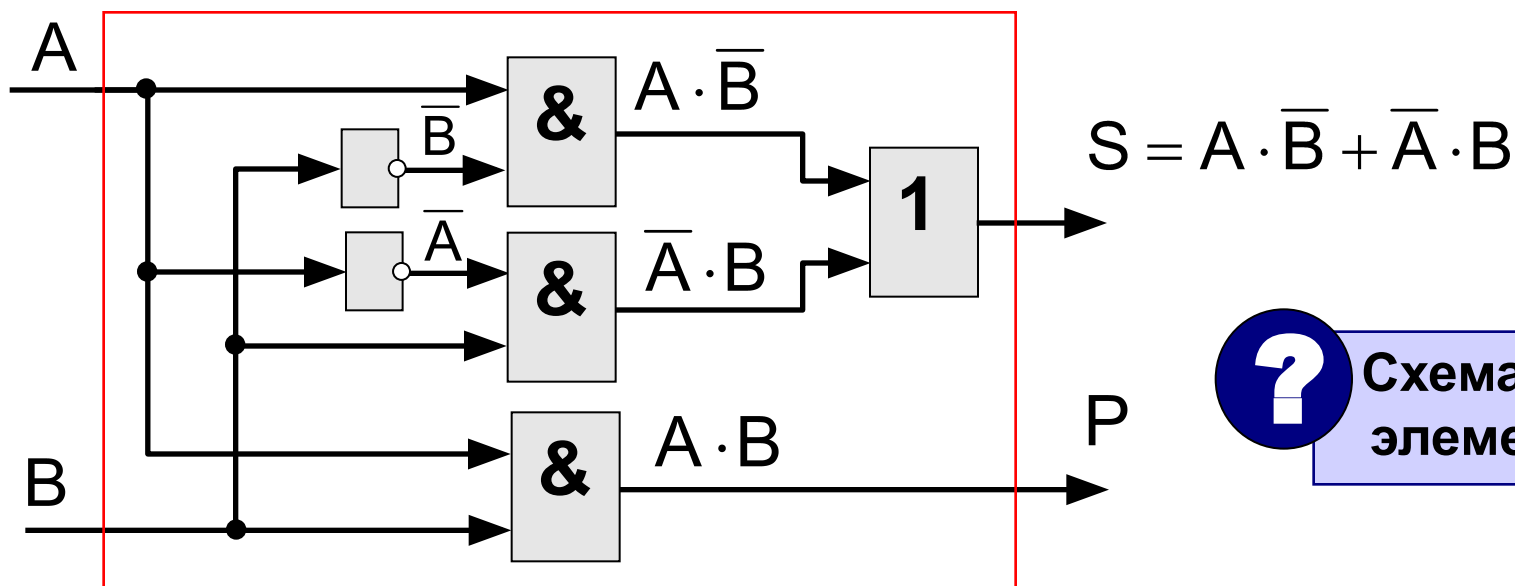 A
&
A · B̅
B̅
1
S = A · B̅ + A̅ · B
A̅
&
A̅ · B
Схема
элеме
P
A · B
&
B
?